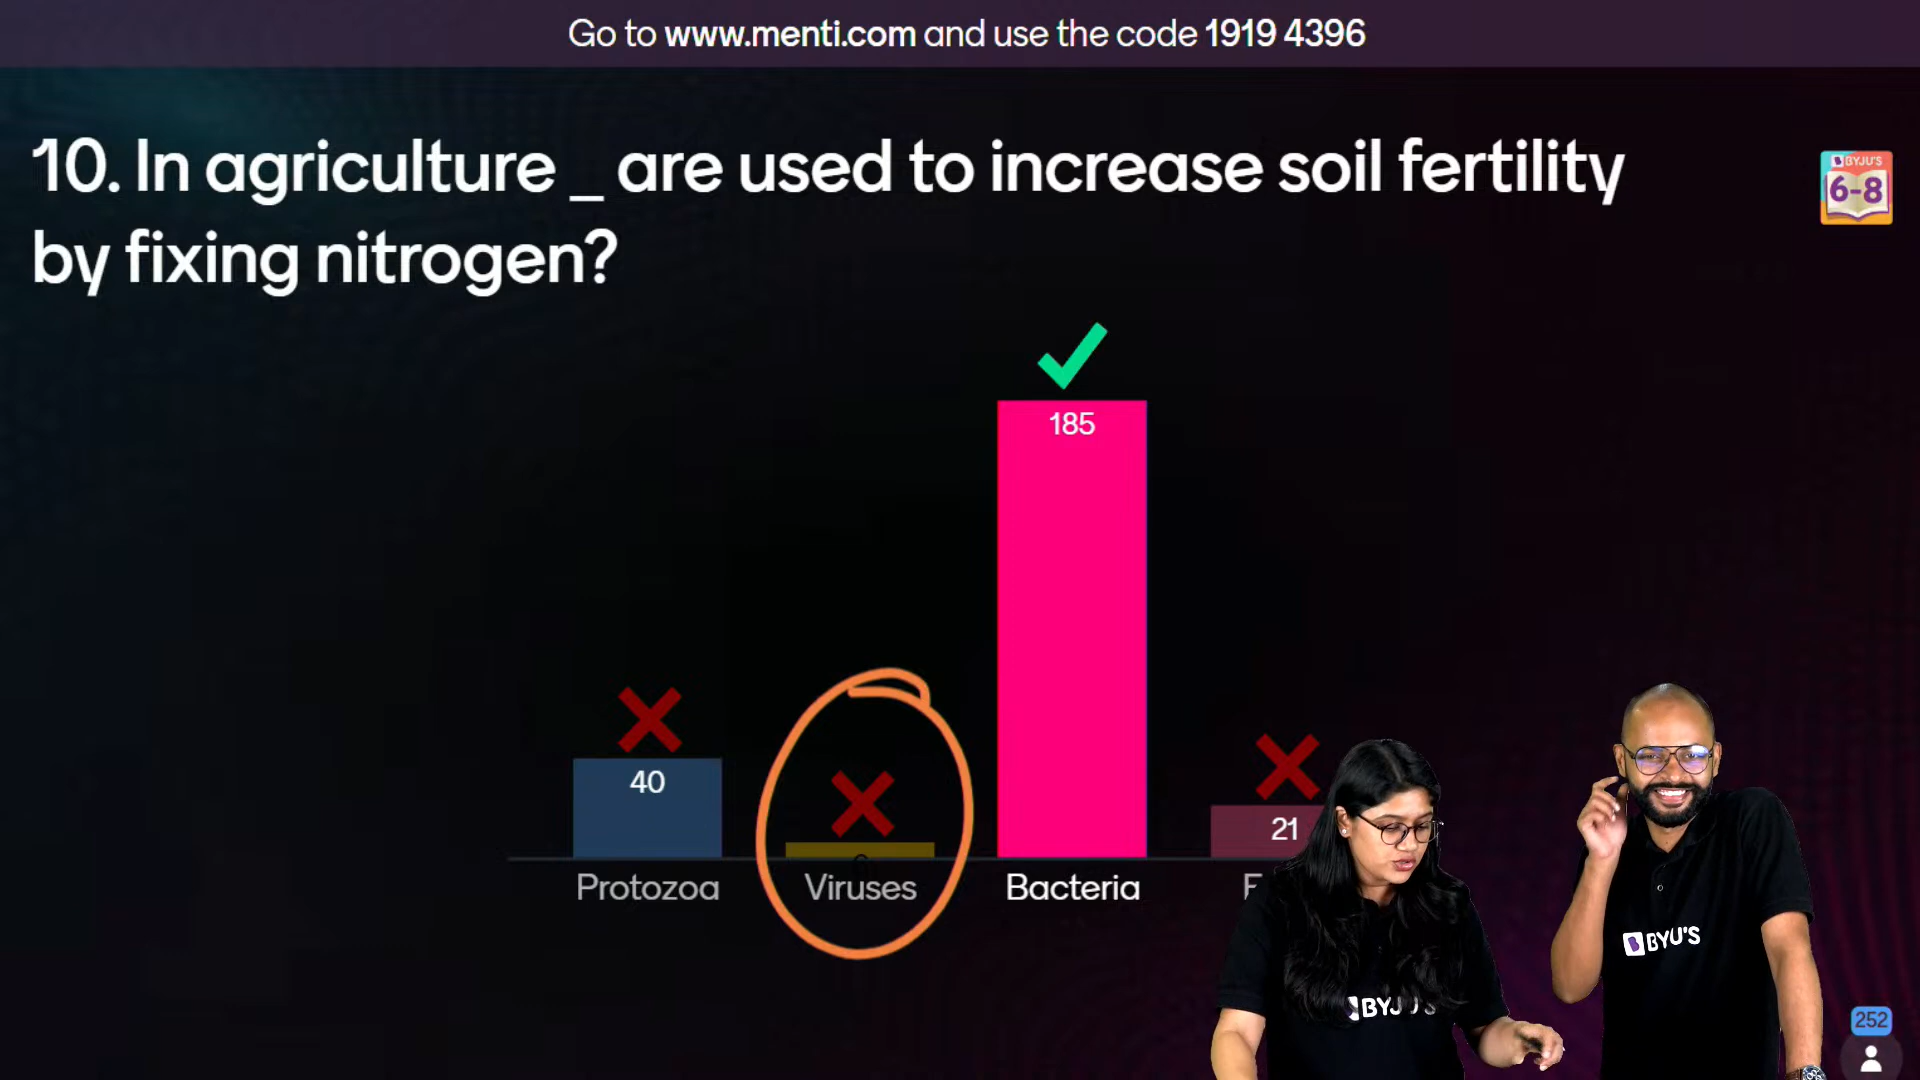 Go to www.menti.com and use the code 1919 4396
10. In agriculture _ are used to increase soil fertility
by fixing nitrogen?
BYJU'S
6-8
185
40
21
Protozoa
Viruses
Bacteria
BYJU'S
BYJU'S
252